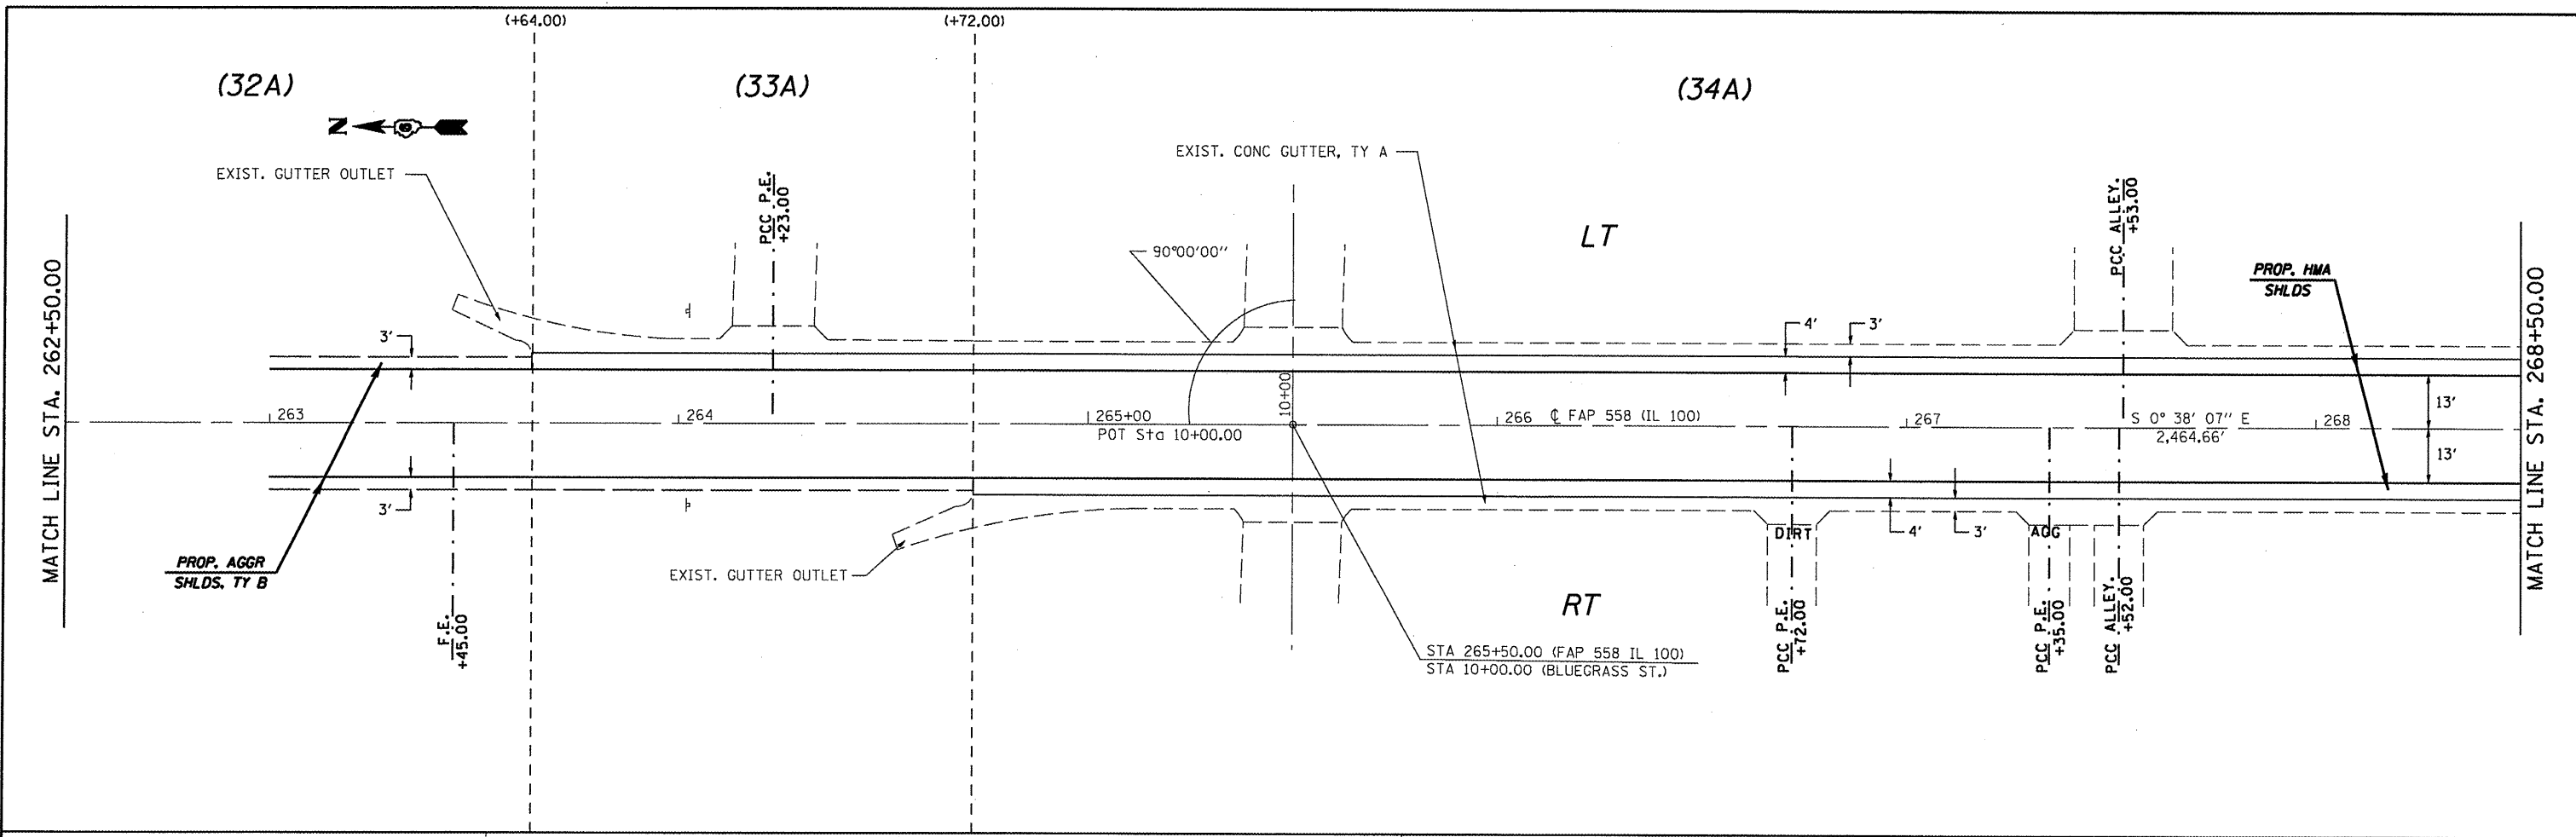 (+64.00)
(+72.00)
(32A)
(33A)
(34A)
N
EXIST. GUTTER OUTLET
EXIST. CONC GUTTER, TY A
PCC P.E.
+23.00
PCC ALLEY.
+53.00
LT
90°00'00"
PROP. HMA
SHLDS
MATCH LINE STA. 262+50.00
MATCH LINE STA. 268+50.00
3'
4'
3'
10+00
13'
263
264
265+00
266
℄ FAP 558 (IL 100)
267
S 0° 38' 07" E
268
POT Sta 10+00.00
2,464.66'
13'
3'
4'
3'
DIRT
AGG
PROP. AGGR
SHLDS, TY B
EXIST. GUTTER OUTLET
RT
F.E.
+45.00
PCC P.E.
+72.00
PCC P.E.
+35.00
PCC ALLEY.
+52.00
STA 265+50.00 (FAP 558 IL 100)
STA 10+00.00 (BLUEGRASS ST.)